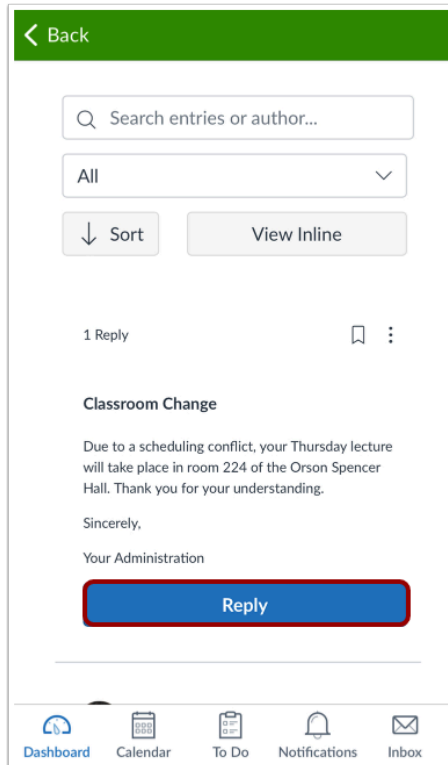 Back
Search entries or author...
All
Sort
View Inline
1 Reply
Classroom Change
Due to a scheduling conflict, your Thursday lecture
will take place in room 224 of the Orson Spencer
Hall. Thank you for your understanding.
Sincerely,
Your Administration
Reply
Dashboard
Calendar
To Do
Notifications
Inbox